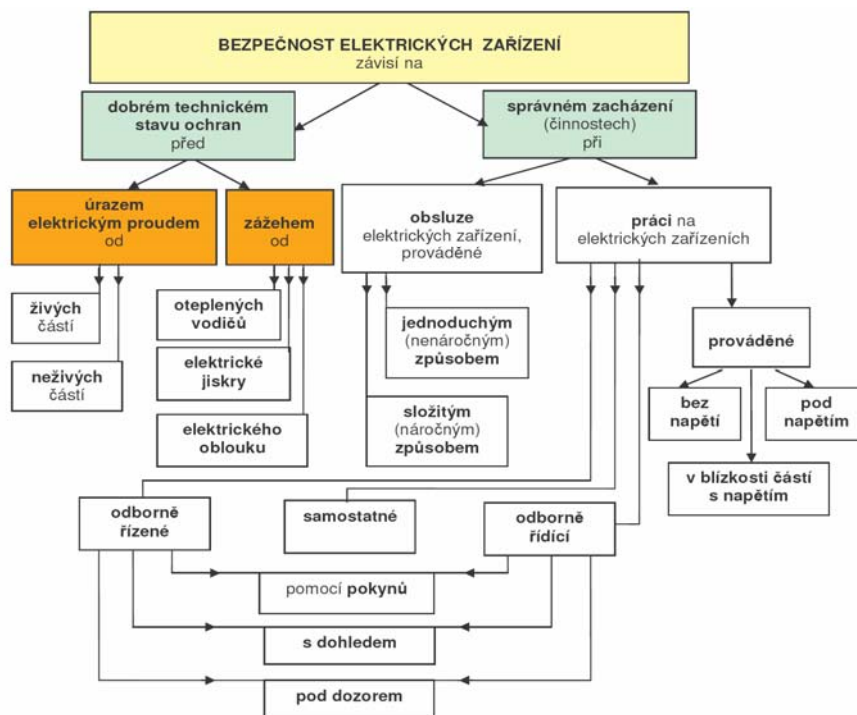 BEZPEČNOST ELEKTRICKÝCH ZAŘÍZENÍ
závisí na
dobrém technickém
stavu ochran
před
správném zacházení
(činnostech)
při
úrazem
elektrickým proudem
od
zážehem
od
obsluze
elektrických zařízení,
prováděné
práci na
elektrických zařízeních
živých
částí
neživých
částí
oteplených
vodičů
elektrické
jiskry
elektrického
oblouku
jednoduchým
(nenáročným)
způsobem
složitým
(náročným)
způsobem
prováděné
bez
napětí
pod
napětím
v blízkosti částí
s napětím
odborně
řízené
samostatné
odborně
řídící
pomocí pokynů
s dohledem
pod dozorem